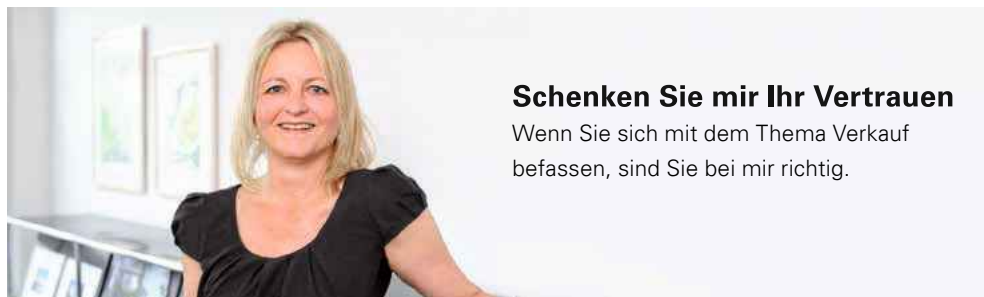 Schenken Sie mir Ihr Vertrauen
Wenn Sie sich mit dem Thema Verkauf
befassen, sind Sie bei mir richtig.